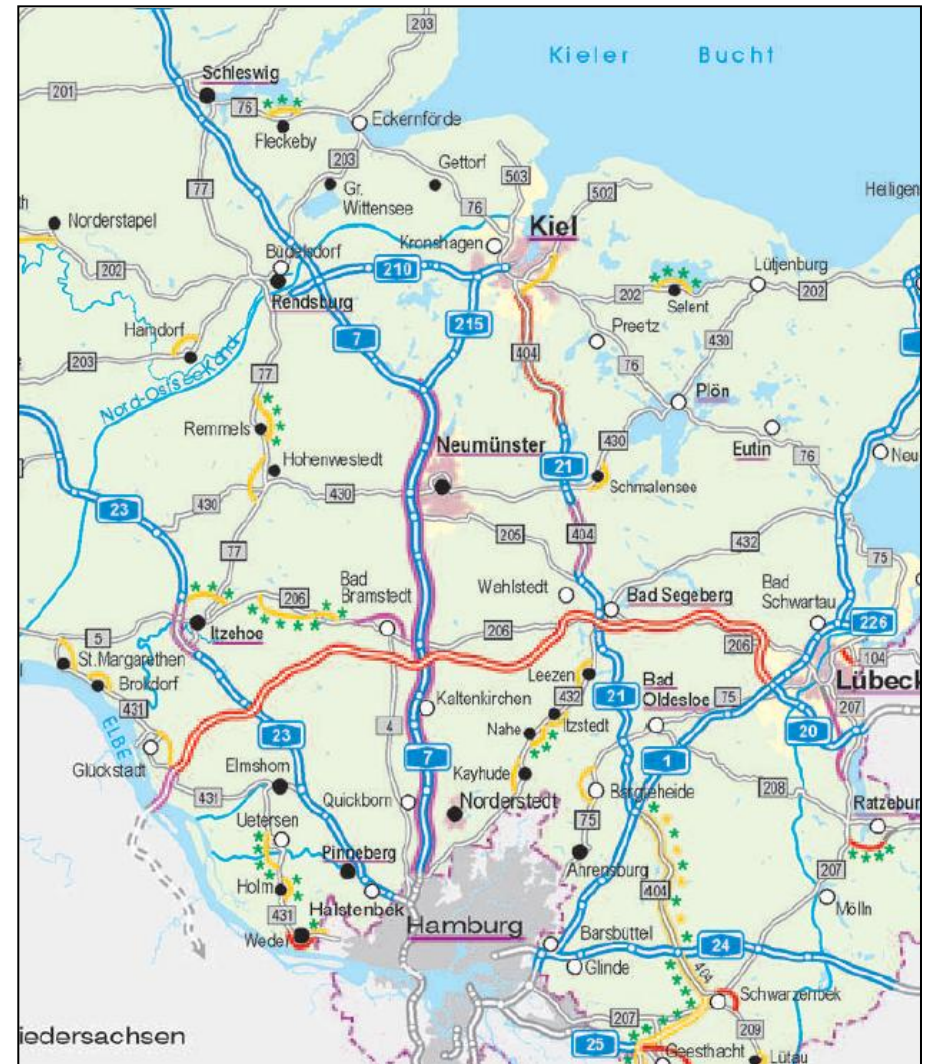 203
Kieler Bucht
Schleswig
201
76
Eckernförde
Fleckeby
203
Gettorf
503
77
Gr.
Wittensee
502
Heiligen
Norderstapel
76
Kiel
Kronshagen
Büdelsdorf
202
210
Lütjenburg
Rendsburg
202
202
Selent
215
Hamdorf
7
Preetz
430
404
203
77
76
Nord-Ostsee-Kanal
Plön
Remmels
Neumünster
430
Eutin
Hohenwestedt
76
21
Neu
Schmalensee
23
430
430
205
404
432
77
75
Bad
Bramstedt
Wahlstedt
Bad
Schwartau
206
Bad Segeberg
Itzehoe
226
5
206
206
104
St.Margarethen
Leezen
Brokdorf
Bad
Oldesloe
Lübeck
21
432
75
431
Kaltenkirchen
207
ELBE
4
Nahe
Itzstedt
20
23
7
1
Glückstadt
Elmshorn
Kayhude
431
Quickborn
Norderstedt
Bargteheide
208
Ratzebur
Uetersen
75
Pinneberg
Ahrensburg
207
Holm
404
431
Halstenbek
Mölln
Hamburg
Wedel
Barsbüttel
24
Glinde
404
Schwarzenbek
207
iedersachsen
209
25
Geesthacht
Lütau